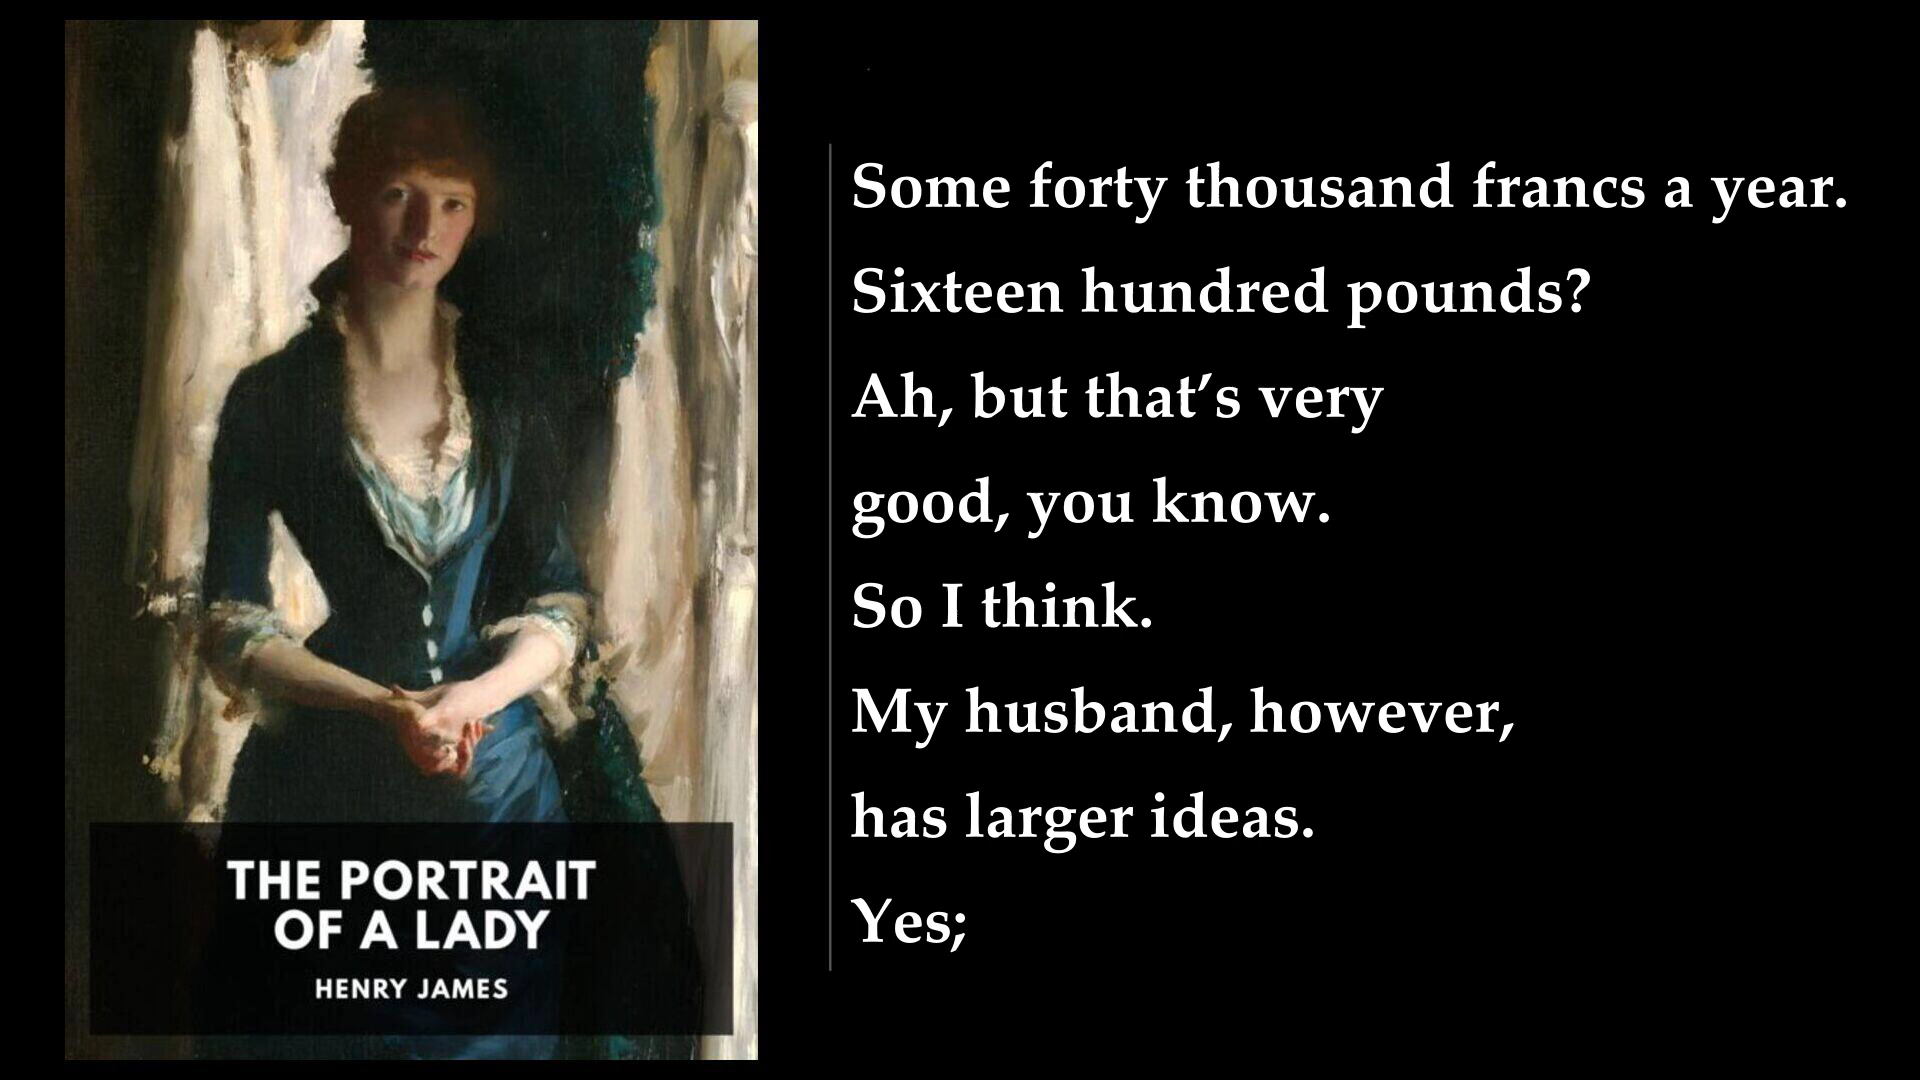 THE PORTRAIT
OF A LADY
HENRY JAMES
Some forty thousand francs a year.
Sixteen hundred pounds?
Ah, but that’s very
good, you know.
So I think.
My husband, however,
has larger ideas.
Yes;